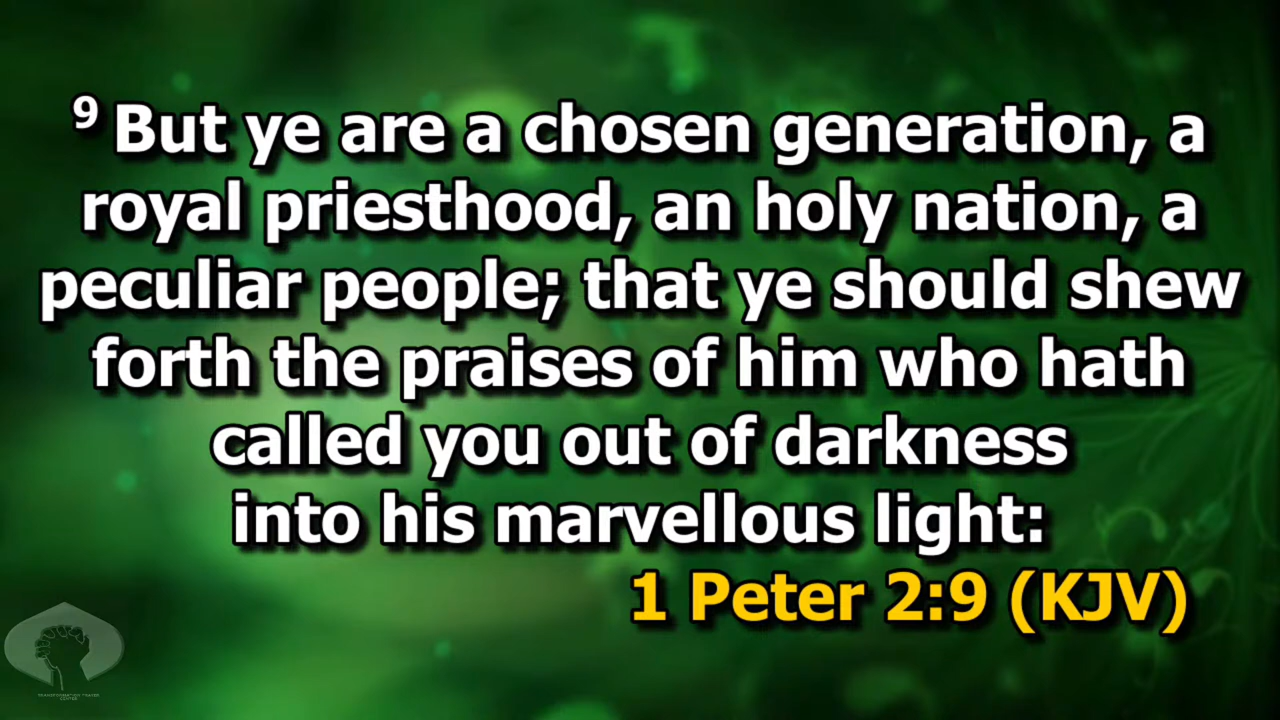 9 But ye are a chosen generation, a
royal priesthood, an holy nation, a
peculiar people; that ye should shew
forth the praises of him who hath
called you out of darkness
into his marvellous light:
1 Peter 2:9 (KJV)
CENTER